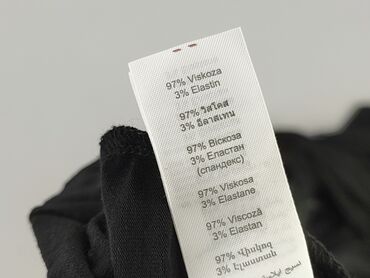 97% Viskoza
3% Elastin
97% วิสโคส
3% อีลาสเทน
97% Віскоза
3% Еластан
(спандекс)
97% Viskosa
3% Elastane
97% Viscoză
3% Elastan
97% Վիսկոզ
3% Էլաստան